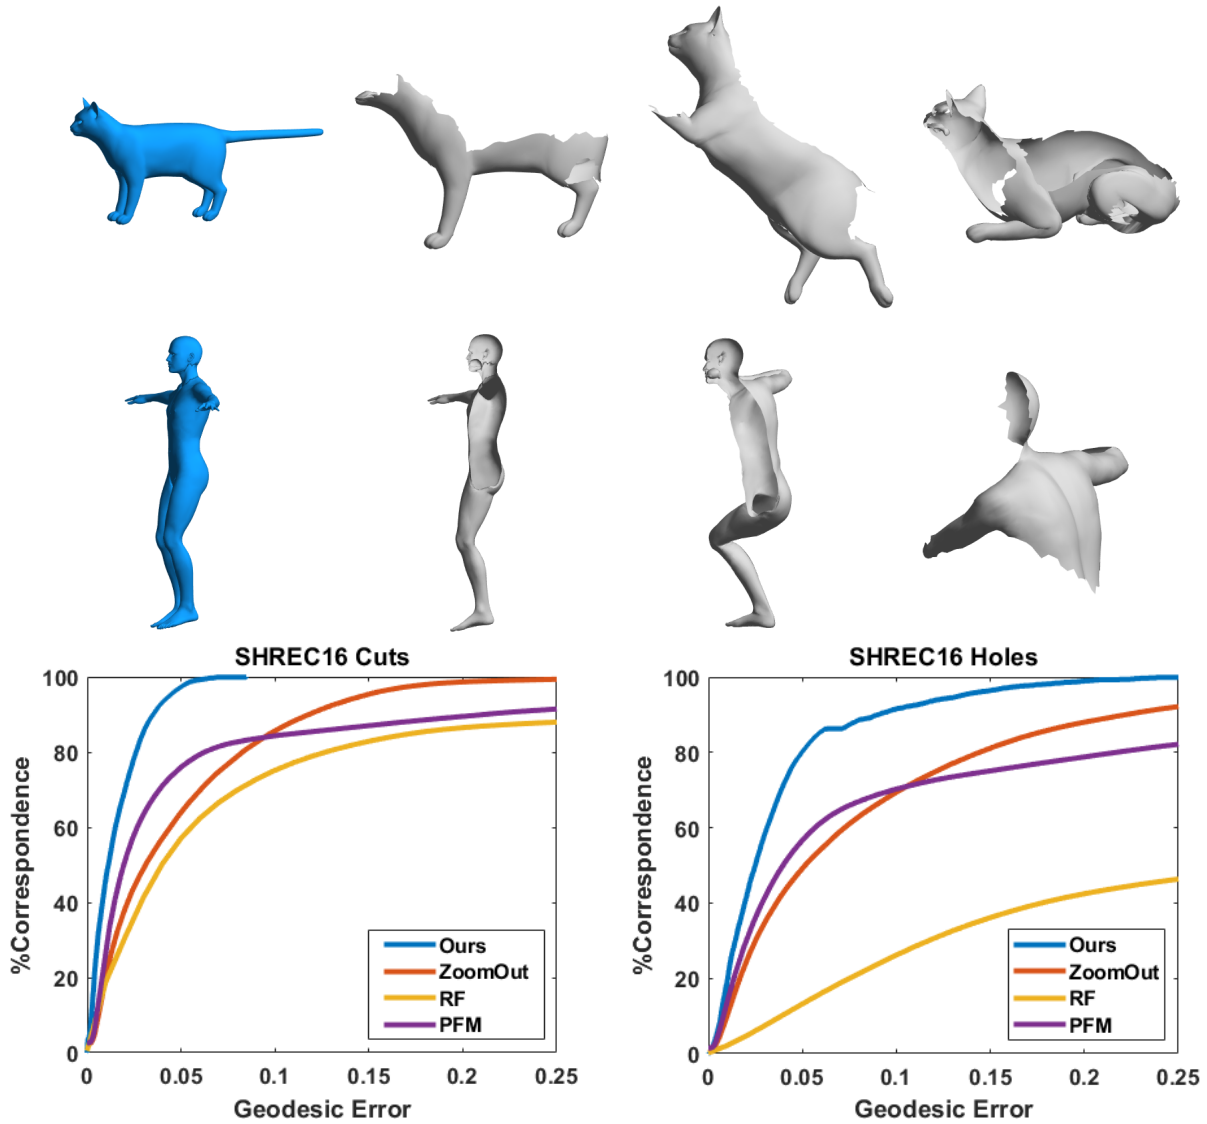 SHREC16 Cuts
100
80
60
40
20
0
%Correspondence
0 0.05 0.1 0.15 0.2 0.25
Geodesic Error
Ours
ZoomOut
RF
PFM
SHREC16 Holes
100
80
60
40
20
0
%Correspondence
0 0.05 0.1 0.15 0.2 0.25
Geodesic Error
Ours
ZoomOut
RF
PFM